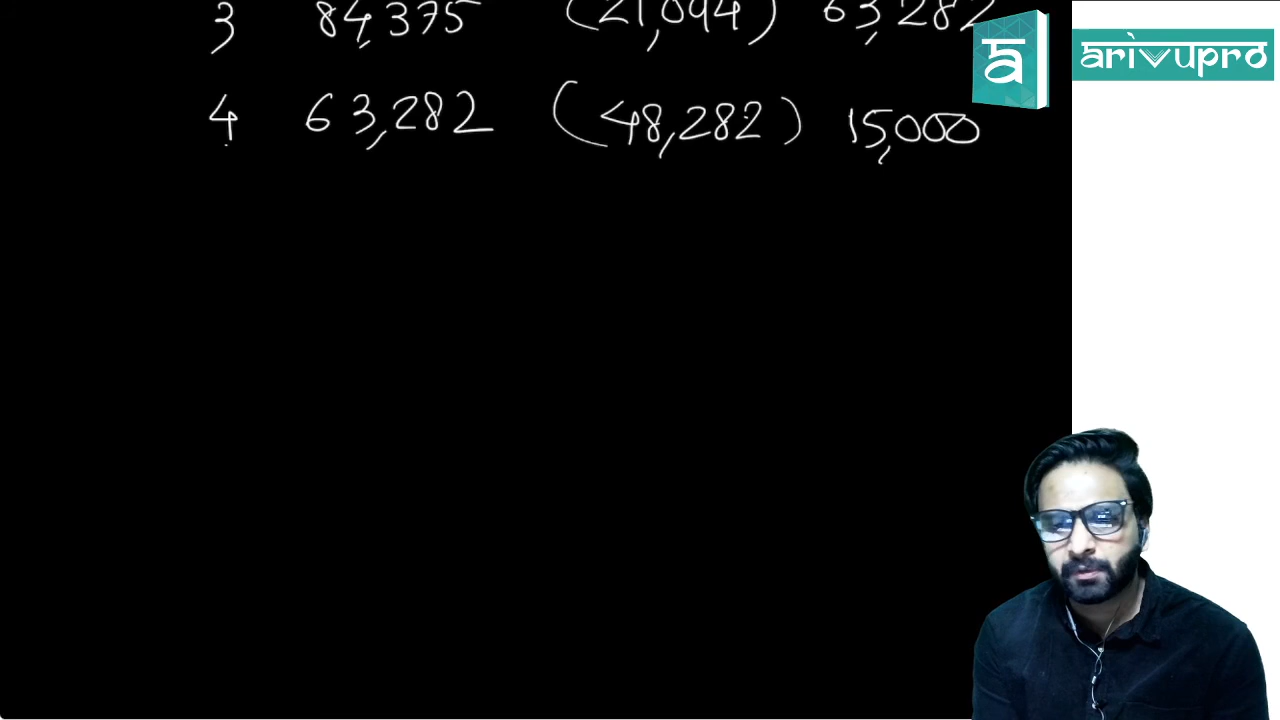 3 84,375 (21,094) 63,282
4 63,282 (48,282) 15,000
a
arivupro